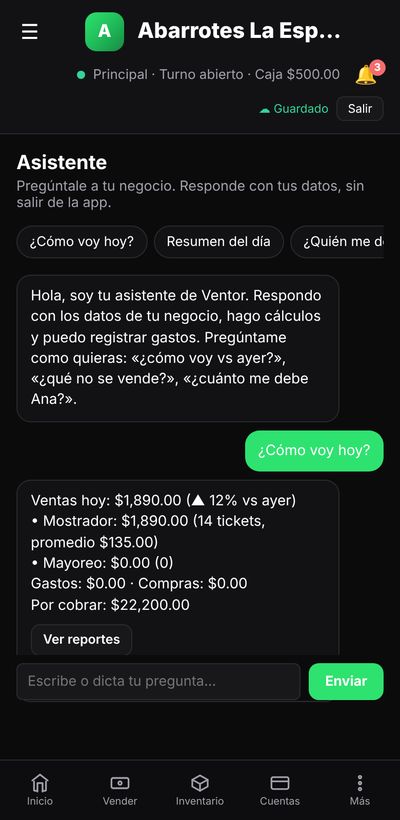 A
Abarrotes La Esp...
Principal · Turno abierto · Caja $500.00
3
Guardado
Salir
Asistente
Pregúntale a tu negocio. Responde con tus datos, sin
salir de la app.
¿Cómo voy hoy?
Resumen del día
¿Quién me d
Hola, soy tu asistente de Ventor. Respondo
con los datos de tu negocio, hago cálculos
y puedo registrar gastos. Pregúntame
como quieras: «¿cómo voy vs ayer?»,
«¿qué no se vende?», «¿cuánto me debe
Ana?».
¿Cómo voy hoy?
Ventas hoy: $1,890.00 (▲ 12% vs ayer)
• Mostrador: $1,890.00 (14 tickets,
promedio $135.00)
• Mayoreo: $0.00 (0)
Gastos: $0.00 · Compras: $0.00
Por cobrar: $22,200.00
Ver reportes
Escribe o dicta tu pregunta...
Enviar
Inicio
Vender
Inventario
Cuentas
Más